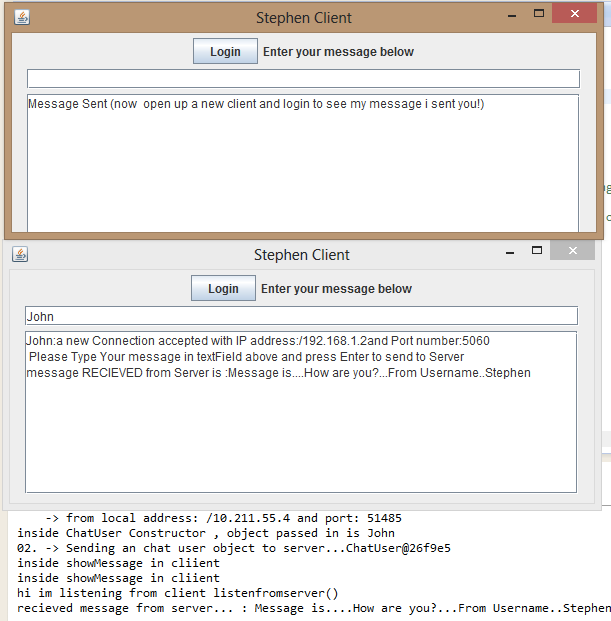 Stephen Client
Login Enter your message below
Message Sent (now open up a new client and login to see my message i sent you!)
Stephen Client
Login Enter your message below
John
John:a new Connection accepted with IP address:/192.168.1.2and Port number:5060
Please Type Your message in textField above and press Enter to send to Server
message RECIEVED from Server is :Message is....How are you?...From Username..Stephen
-> from local address: /10.211.55.4 and port: 51485
inside ChatUser Constructor , object passed in is John
02. -> Sending an chat user object to server...ChatUser@26f9e5
inside showMessage in cliient
inside showMessage in cliient
hi im listening from client listenfromserver()
recieved message from server... : Message is....How are you?...From Username..Stephen